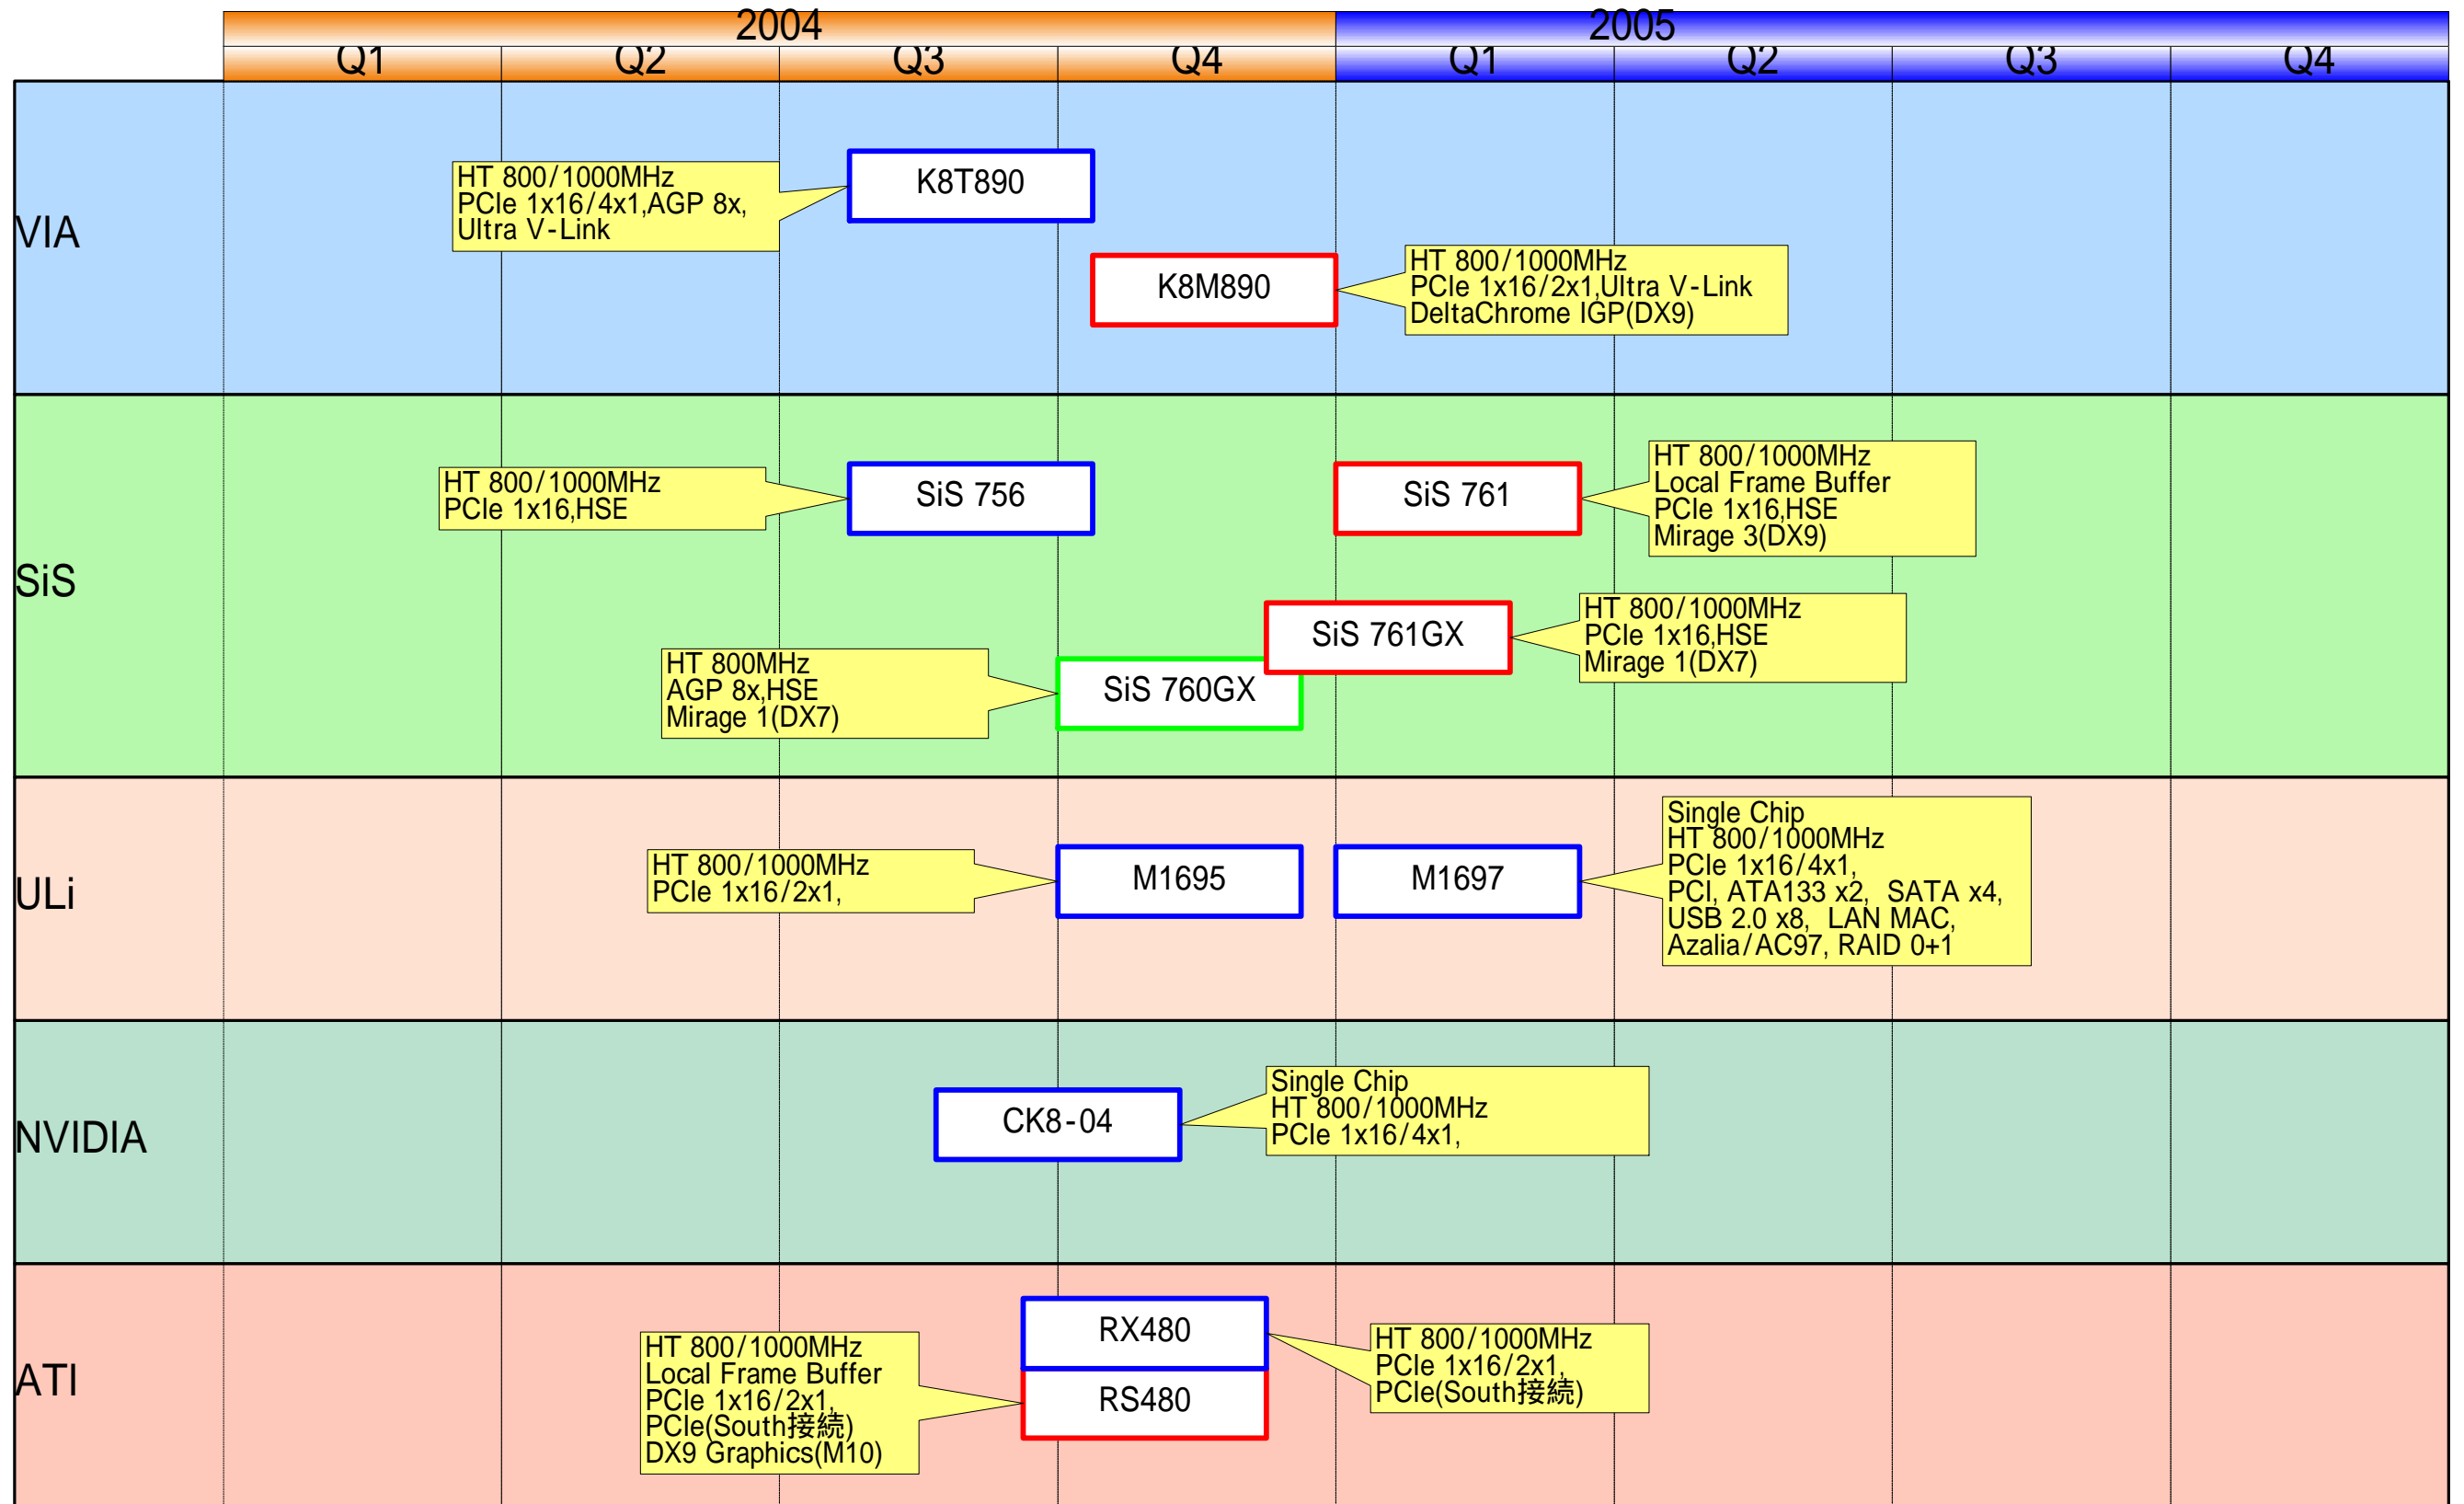 2004
2005
Q1
Q2
Q3
Q4
Q1
Q2
Q3
Q4
VIA
HT 800/1000MHz
PCIe 1x16/4x1,AGP 8x,
Ultra V-Link
K8T890
K8M890
HT 800/1000MHz
PCIe 1x16/2x1,Ultra V-Link
DeltaChrome IGP(DX9)
SiS
HT 800/1000MHz
PCIe 1x16,HSE
SiS 756
SiS 761
HT 800/1000MHz
Local Frame Buffer
PCIe 1x16,HSE
Mirage 3(DX9)
SiS 761GX
HT 800/1000MHz
PCIe 1x16,HSE
Mirage 1(DX7)
HT 800MHz
AGP 8x,HSE
Mirage 1(DX7)
SiS 760GX
ULi
HT 800/1000MHz
PCIe 1x16/2x1,
M1695
M1697
Single Chip
HT 800/1000MHz
PCIe 1x16/4x1,
PCI, ATA133 x2, SATA x4,
USB 2.0 x8, LAN MAC,
Azalia/AC97, RAID 0+1
NVIDIA
CK8-04
Single Chip
HT 800/1000MHz
PCIe 1x16/4x1,
ATI
HT 800/1000MHz
Local Frame Buffer
PCIe 1x16/2x1,
PCIe(South接続)
DX9 Graphics(M10)
RX480
RS480
HT 800/1000MHz
PCIe 1x16/2x1,
PCIe(South接続)